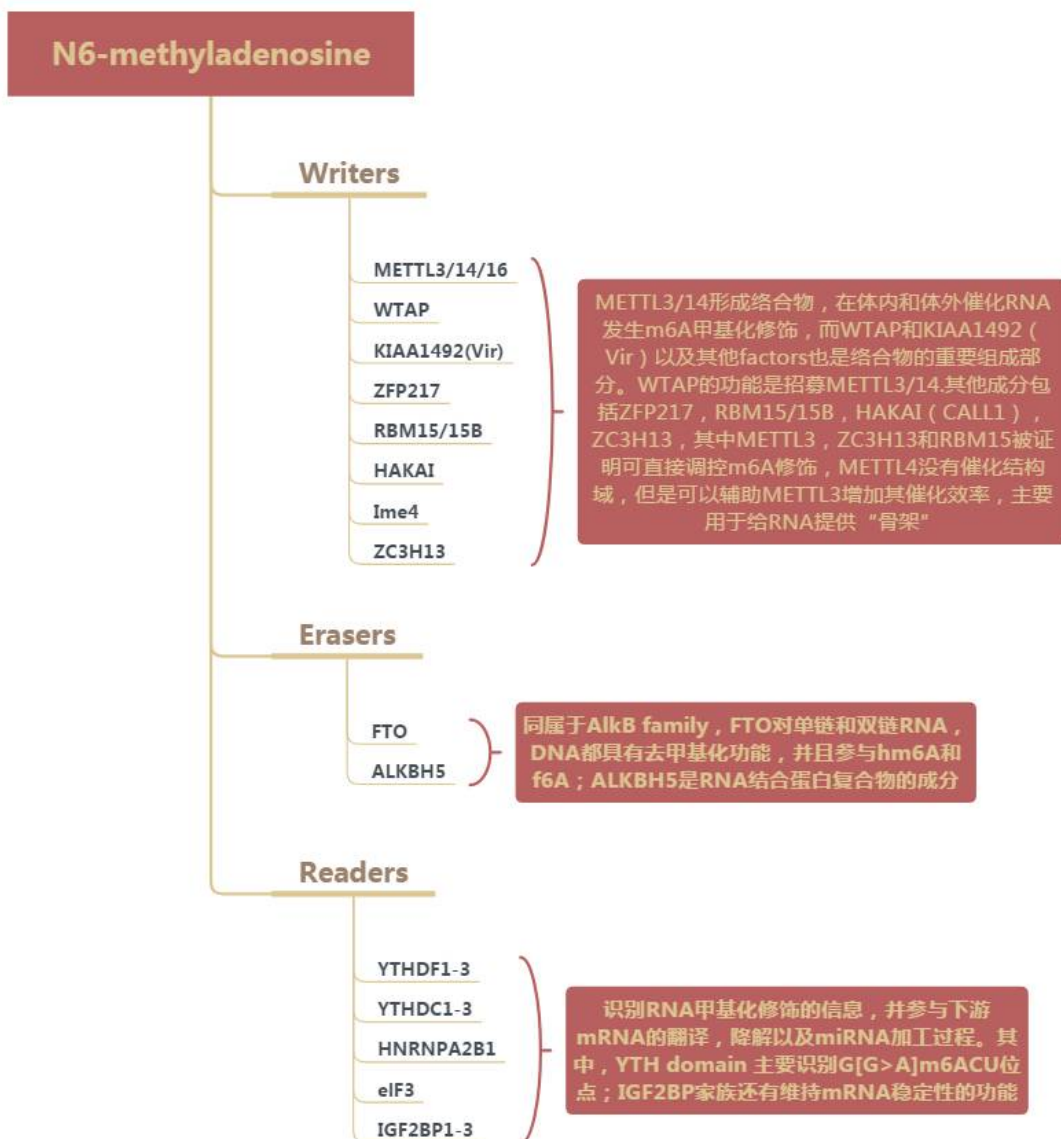 N6-methyladenosine
Writers
METTL3/14/16
WTAP
KIAA1492(Vir)
ZFP217
RBM15/15B
HAKAI
Ime4
ZC3H13
METTL3/14形成络合物，在体内和体外催化RNA
发生m6A甲基化修饰，而WTAP和KIAA1492（
Vir）以及其他factors也是络合物的重要组成部
分。WTAP的功能是招募METTL3/14.其他成分包
括ZFP217，RBM15/15B，HAKAI（CALL1），
ZC3H13，其中METTL3，ZC3H13和RBM15被证
明可直接调控m6A修饰，METTL4没有催化结构
域，但是可以辅助METTL3增加其催化效率，主要
用于给RNA提供“骨架”
Erasers
FTO
ALKBH5
同属于AlkB family，FTO对单链和双链RNA，
DNA都具有去甲基化功能，并且参与hm6A和
f6A；ALKBH5是RNA结合蛋白复合物的成分
Readers
YTHDF1-3
YTHDC1-3
HNRNPA2B1
eIF3
IGF2BP1-3
识别RNA甲基化修饰的信息，并参与下游
mRNA的翻译，降解以及miRNA加工过程。其
中，YTH domain 主要识别G[G>A]m6ACU位
点；IGF2BP家族还有维持mRNA稳定性的功能